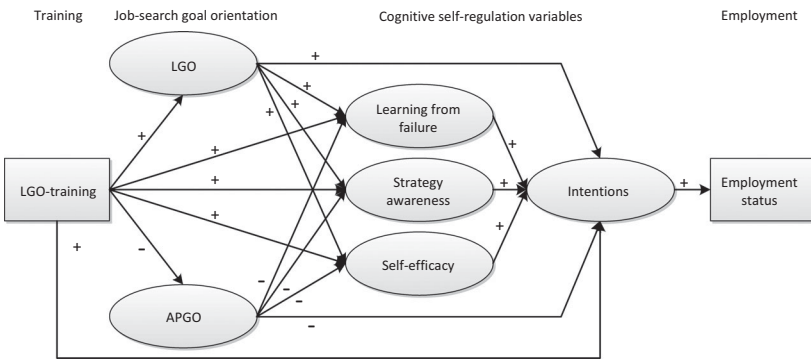 Training Job-search goal orientation Cognitive self-regulation variables Employment
LGO
+
+
+
+
+
Learning from
failure
+
+
+
LGO-training
+
Strategy
awareness
+
Intentions
+
Employment
status
+
+
+
-
Self-efficacy
-
-
-
APGO
-